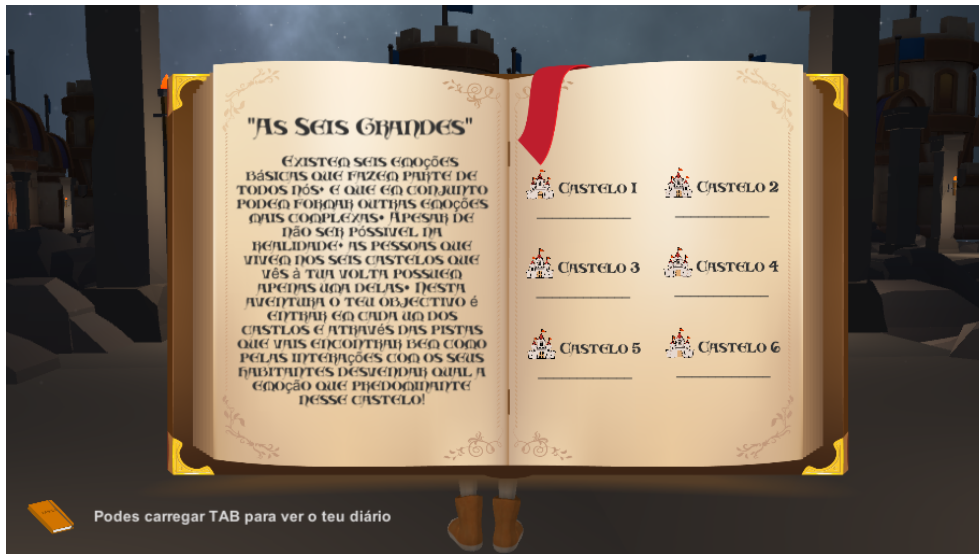 "As Seis Grandes"
Existem seis emoções
básicas que fazem parte de
todos nós, e que em conjunto
podem formar outras emoções
mais complexas. Apesar de
não ser póssivel na
realidade, as pessoas que
vivem nos seis castelos que
vês à tua volta possuem
apenas uma delas. Nesta
aventura o teu objectivo é
entrar em cada um dos
castlos e através das pistas
que vais encontrar bem como
pelas interações com os seus
habitantes desvendar qual a
emoção que predominante
nesse castelo!
Castelo 1
Castelo 2
Castelo 3
Castelo 4
Castelo 5
Castelo 6
Podes carregar TAB para ver o teu diário